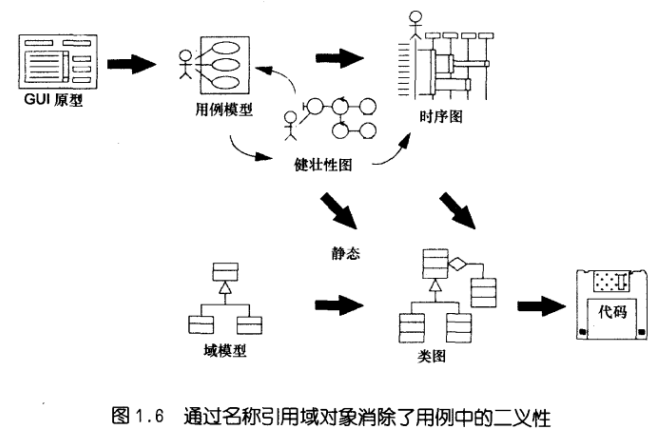 GUI 原型
用例模型
时序图
健壮性图
静态
域模型
类图
代码
图1.6 通过名称引用域对象消除了用例中的二义性